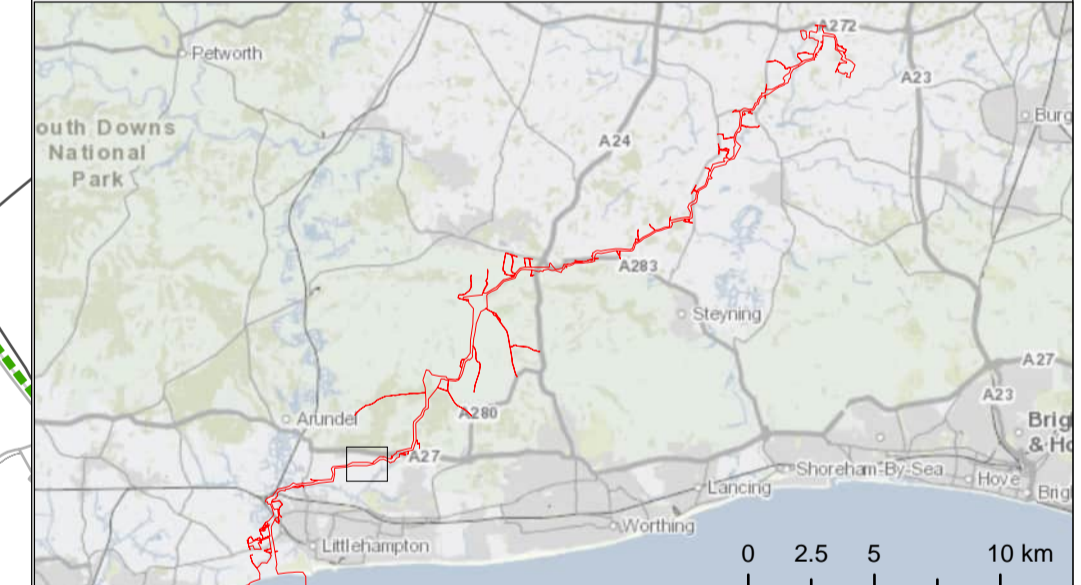 A272
Petworth
A23
Burg
outh Downs
National
Park
A24
A283
Steyning
A27
A23
Arundel
A280
Brig
& Ho
A27
Shoreham-By-Sea
Hove
Lancing
Brig
Worthing
Littlehampton
0 2.5 5 10 km